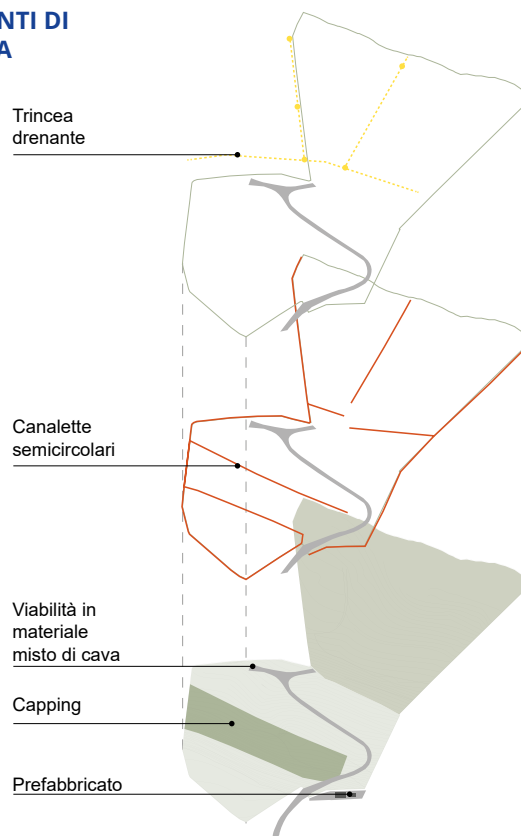 NTI DI
A
Trincea
drenante
Canalette
semicircolari
Viabilità in
materiale
misto di cava
Capping
Prefabbricato